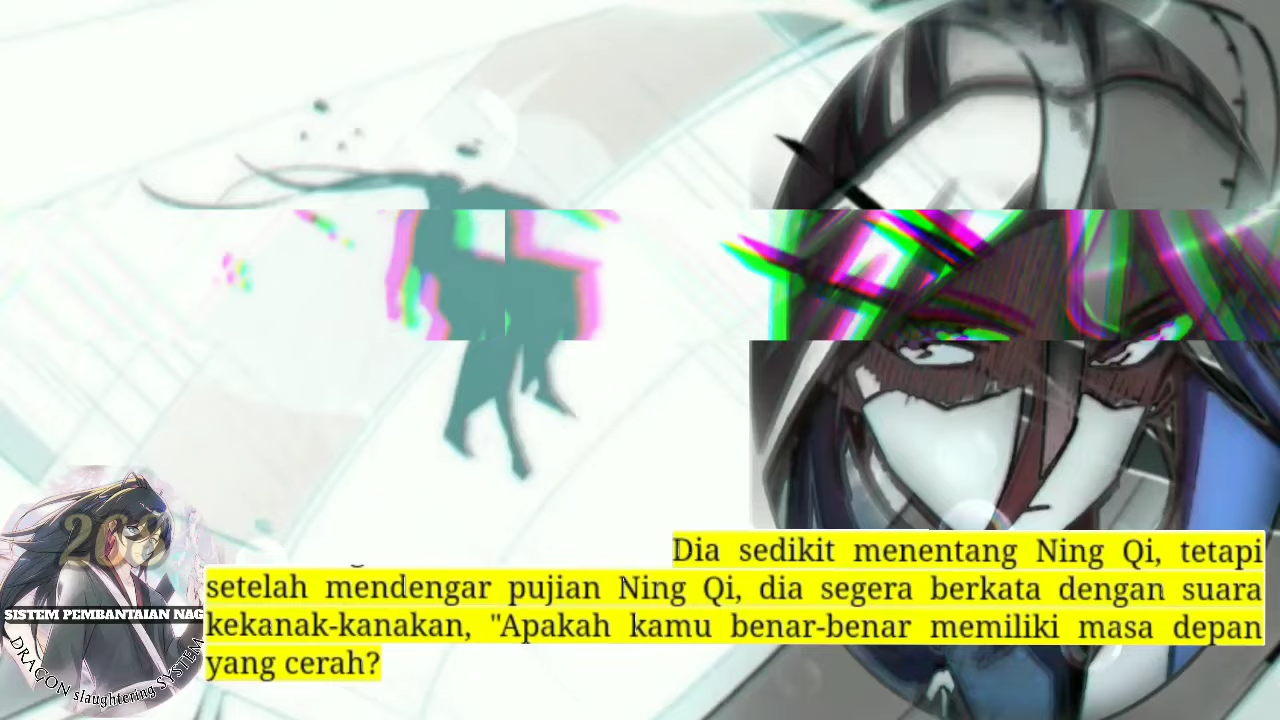 Dia sedikit menentang Ning Qi, tetapi
setelah mendengar pujian Ning Qi, dia segera berkata dengan suara
kekanak-kanakan, "Apakah kamu benar-benar memiliki masa depan
yang cerah?
SISTEM PEMBANTAIAN NAG
DRAGON slaughtering SYSTEM